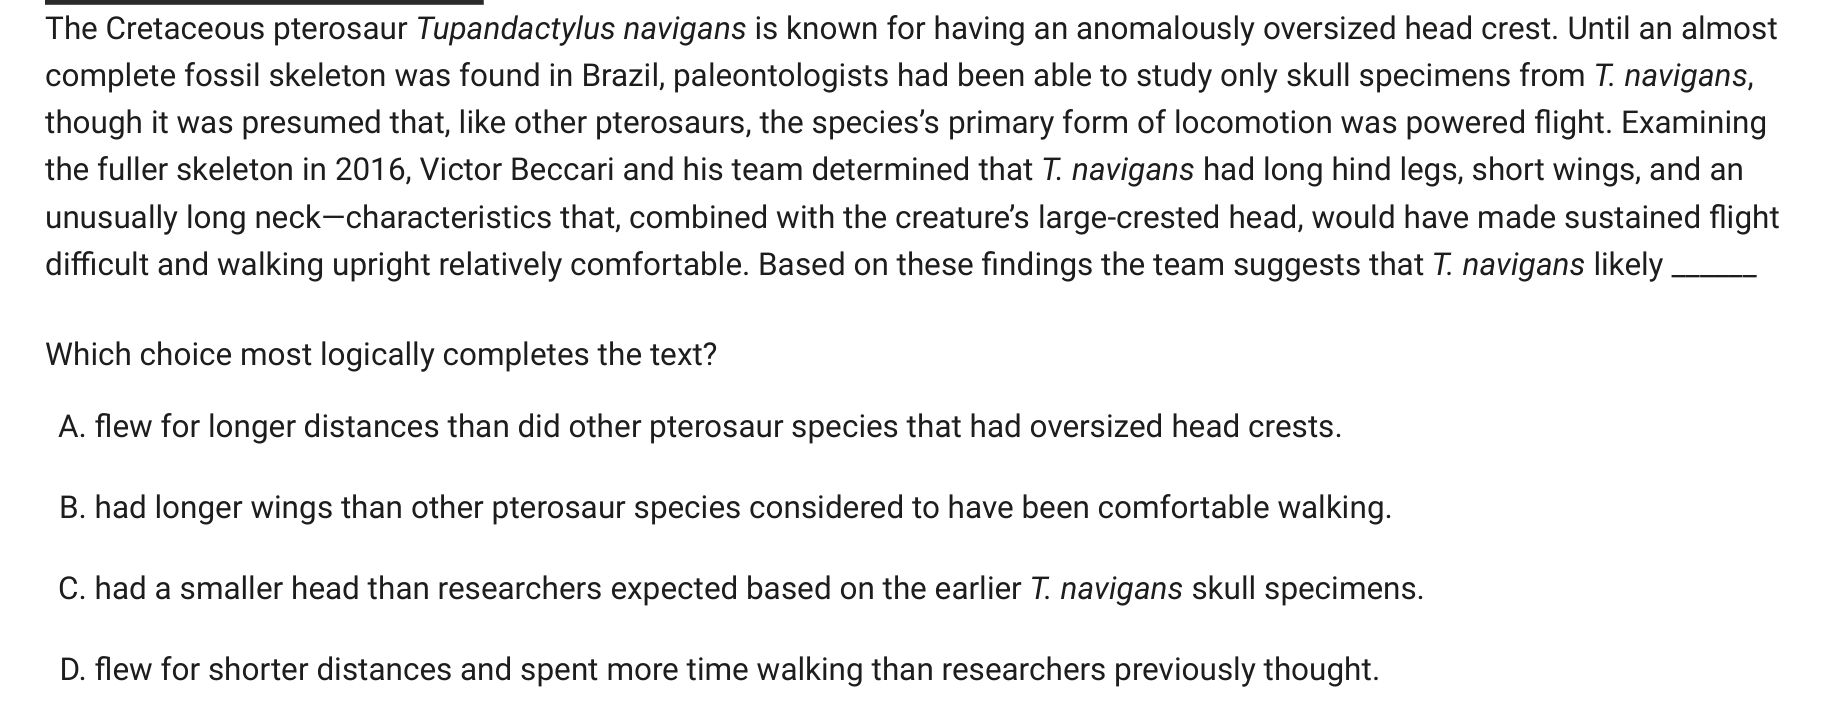 The Cretaceous pterosaur Tupandactylus navigans is known for having an anomalously oversized head crest. Until an almost
complete fossil skeleton was found in Brazil, paleontologists had been able to study only skull specimens from T. navigans,
though it was presumed that, like other pterosaurs, the species's primary form of locomotion was powered flight. Examining
the fuller skeleton in 2016, Victor Beccari and his team determined that T. navigans had long hind legs, short wings, and an
unusually long neck—characteristics that, combined with the creature's large-crested head, would have made sustained flight
difficult and walking upright relatively comfortable. Based on these findings the team suggests that T. navigans likely ______
Which choice most logically completes the text?
A. flew for longer distances than did other pterosaur species that had oversized head crests.
B. had longer wings than other pterosaur species considered to have been comfortable walking.
C. had a smaller head than researchers expected based on the earlier T. navigans skull specimens.
D. flew for shorter distances and spent more time walking than researchers previously thought.